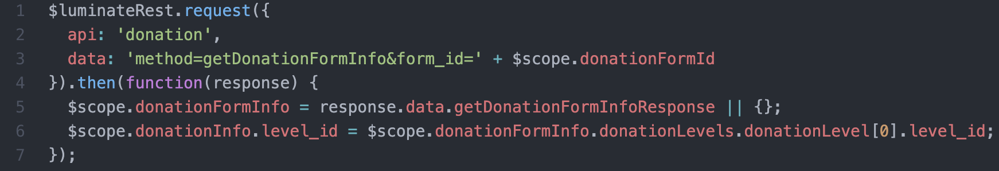 1 $luminateRest.request({
2 api: 'donation',
3 data: 'method=getDonationFormInfo&form_id=' + $scope.donationFormId
4 }).then(function(response) {
5 $scope.donationFormInfo = response.data.getDonationFormInfoResponse || {};
6 $scope.donationInfo.level_id = $scope.donationFormInfo.donationLevels.donationLevel[0].level_id;
7 });